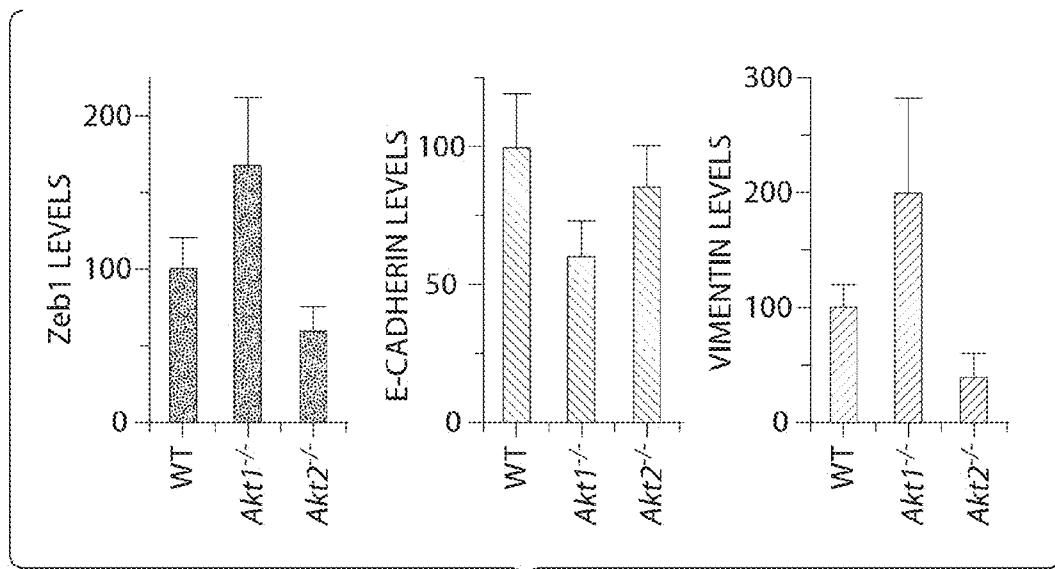 Zeb1 LEVELS
200
100
0
WT
Akt1-/-
Akt2-/-
E-CADHERIN LEVELS
100
50
0
WT
Akt1-/-
Akt2-/-
VIMENTIN LEVELS
300
200
100
0
WT
Akt1-/-
Akt2-/-